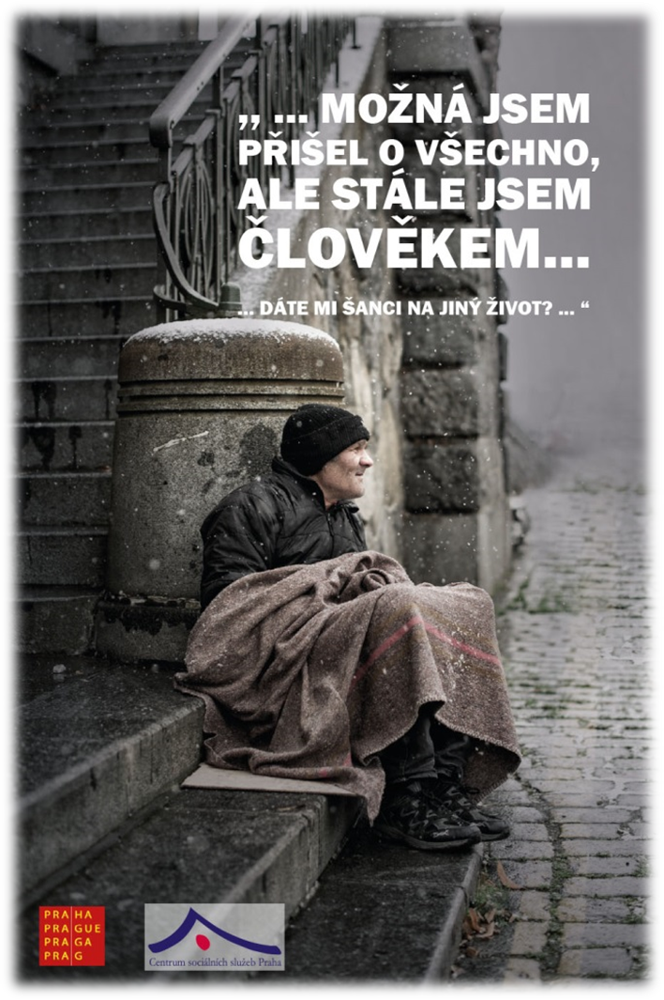 ,, ... MOŽNÁ JSEM
PŘIŠEL O VŠECHNO,
ALE STÁLE JSEM
ČLOVĚKEM...
... DÁTE MI ŠANCI NA JINÝ ŽIVOT? ... “
PRAHA
PRAGUE
PRAGA
PRAG
Centrum sociálních služeb Praha